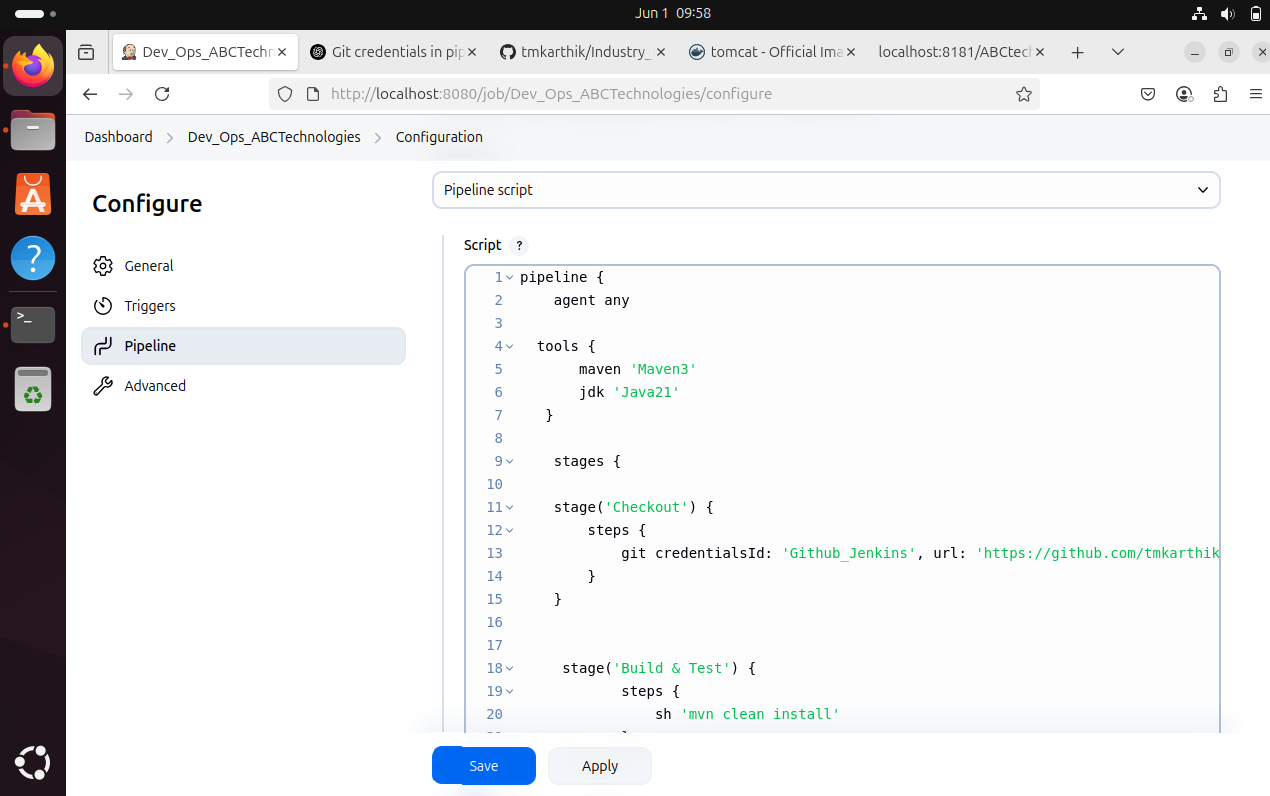 Jun 1 09:58
Dev_Ops_ABCTechn
Git credentials in pip
tmkarthik/Industry_
tomcat - Official Ima
localhost:8181/ABCtech
http://localhost:8080/job/Dev_Ops_ABCTechnologies/configure
Dashboard > Dev_Ops_ABCTechnologies > Configuration
Configure
General
Triggers
Pipeline
Advanced
Pipeline script
Script ?
1 pipeline {
2 agent any
3
4 tools {
5 maven 'Maven3'
6 jdk 'Java21'
7 }
8
9 stages {
10
11 stage('Checkout') {
12 steps {
13 git credentialsId: 'Github_Jenkins', url: 'https://github.com/tmkarthik
14 }
15 }
16
17
18 stage('Build & Test') {
19 steps {
20 sh 'mvn clean install'
Save
Apply